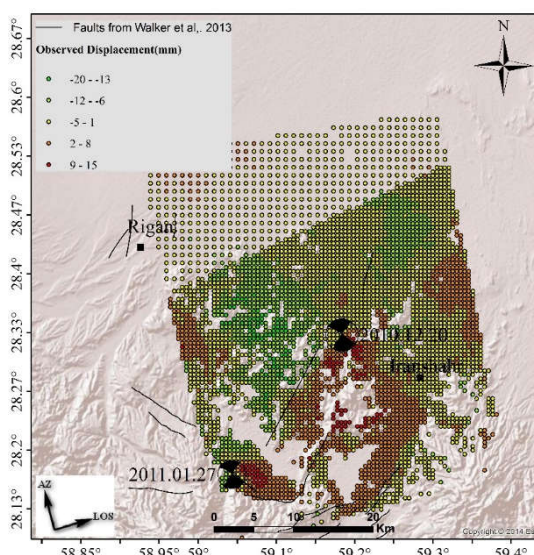 Faults from Walker et al,. 2013
N
Observed Displacement(mm)
-20 - -13
-12 - -6
-5 - 1
2 - 8
9 - 15
28.67°
28.6°
28.53°
28.47°
28.4°
28.33°
28.27°
28.2°
28.13°
Rigan
2010.12.20
Iranshahr
2011.01.27
AZ
LOS
0 5 10 20
Km
58.85° 58.95° 59° 59.1° 59.2° 59.3° 59.4°